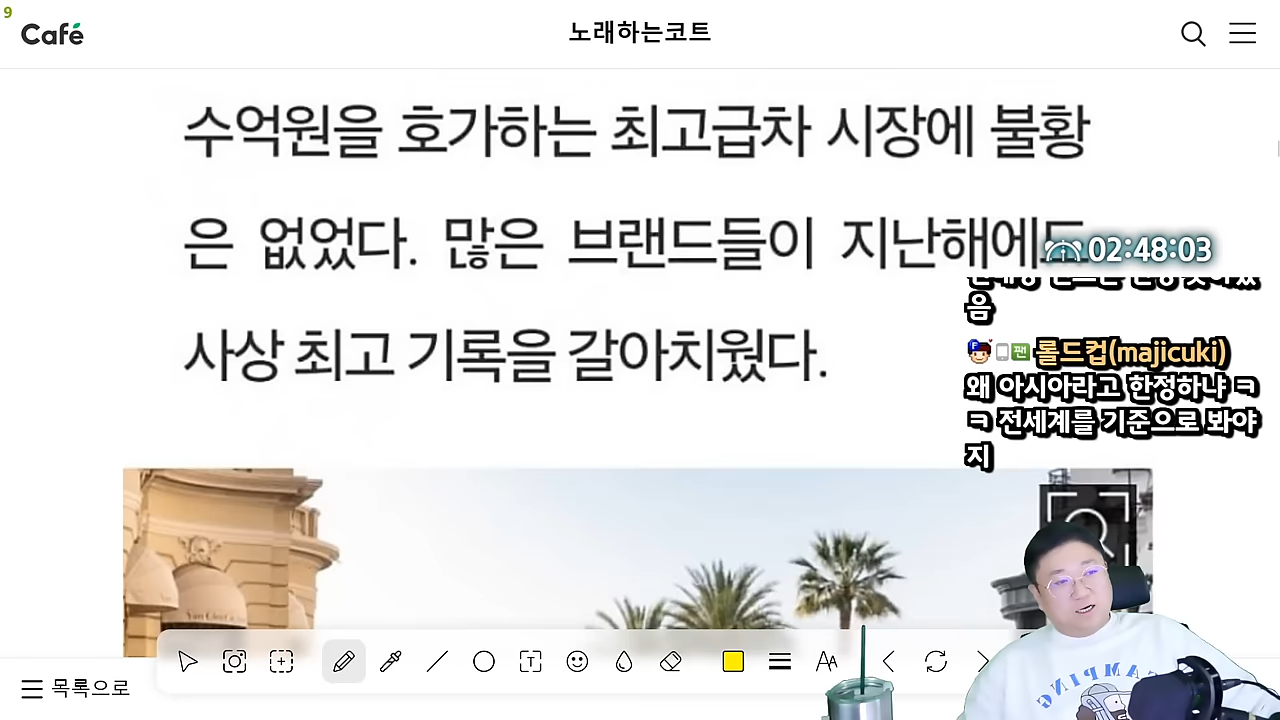 9
Café
노래하는코트
수억원을 호가하는 최고급차 시장에 불황
은 없었다. 많은 브랜드들이 지난해에도
사상 최고 기록을 갈아치웠다.
02:48:03
음
롤드컵(majicuki)
왜 아시아라고 한정하냐 ㅋ
ㅋ 전세계를 기준으로 봐야
지
목록으로
CAMPING